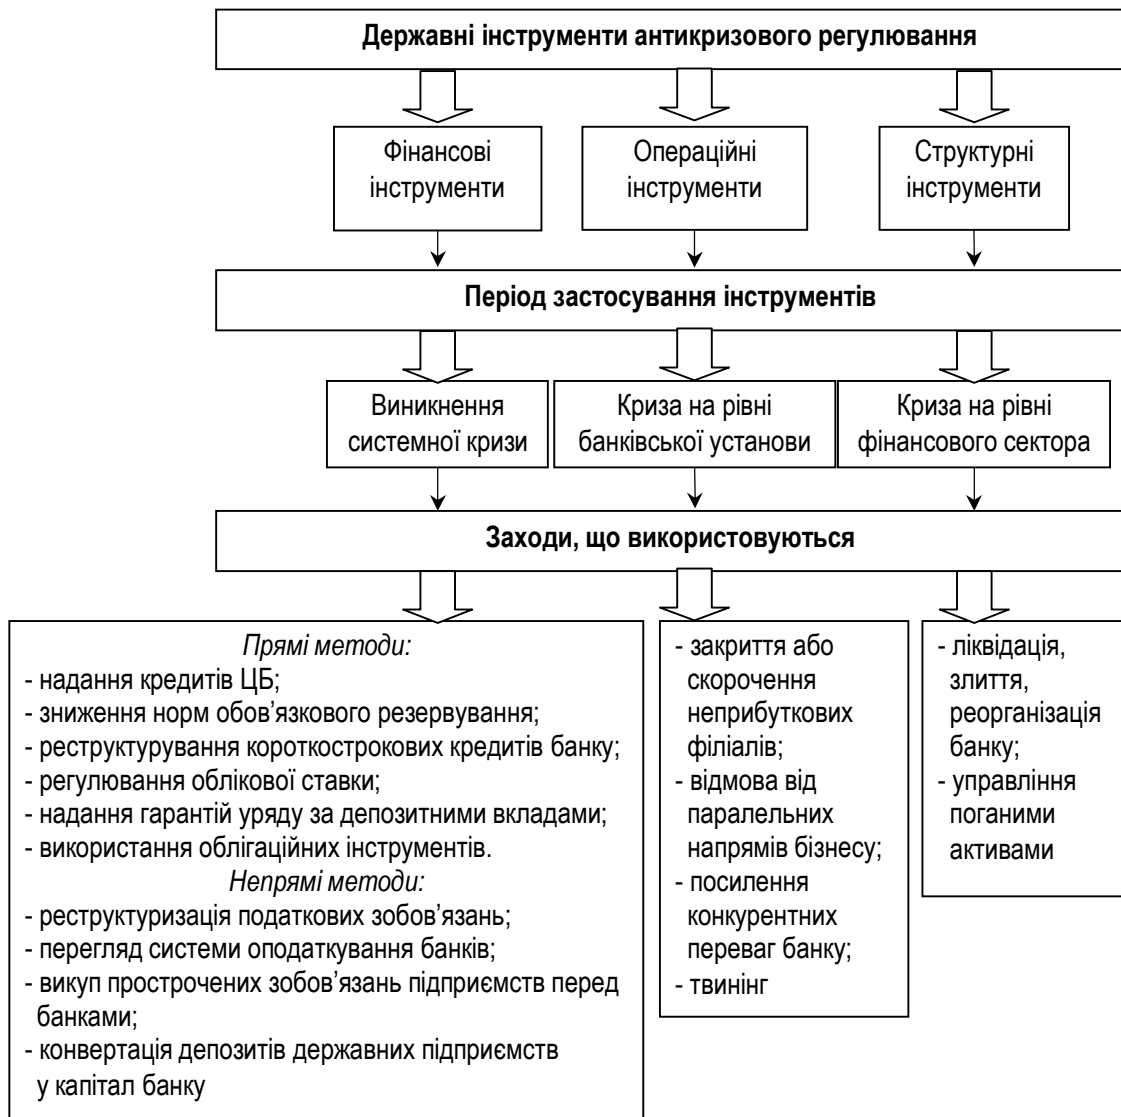 Державні інструменти антикризового регулювання
Фінансові
інструменти
Операційні
інструменти
Структурні
інструменти
Період застосування інструментів
Виникнення
системної кризи
Криза на рівні
банківської установи
Криза на рівні
фінансового сектора
Заходи, що використовуються
Прямі методи:
- надання кредитів ЦБ;
- зниження норм обов’язкового резервування;
- реструктурування короткострокових кредитів банку;
- регулювання облікової ставки;
- надання гарантій уряду за депозитними вкладами;
- використання облігаційних інструментів.
Непрямі методи:
- реструктуризація податкових зобов’язань;
- перегляд системи оподаткування банків;
- викуп прострочених зобов’язань підприємств перед
банками;
- конвертація депозитів державних підприємств
у капітал банку
- закриття або
скорочення
неприбуткових
філіалів;
- відмова від
паралельних
напрямів бізнесу;
- посилення
конкурентних
переваг банку;
- твинінг
- ліквідація,
злиття,
реорганізація
банку;
- управління
поганими
активами